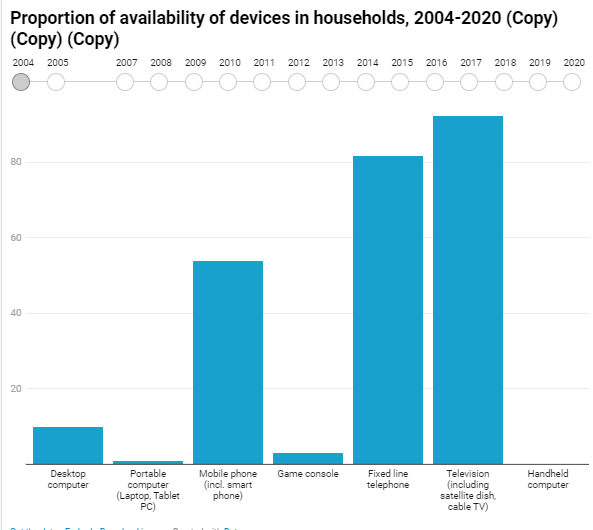 Proportion of availability of devices in households, 2004-2020 (Copy)
(Copy) (Copy)
2004 2005 2007 2008 2009 2010 2011 2012 2013 2014 2015 2016 2017 2018 2019 2020
80
60
40
20
Desktop
computer
Portable
computer
(Laptop, Tablet
PC)
Mobile phone
(incl. smart
phone)
Game console
Fixed line
telephone
Television
(including
satellite dish,
cable TV)
Handheld
computer